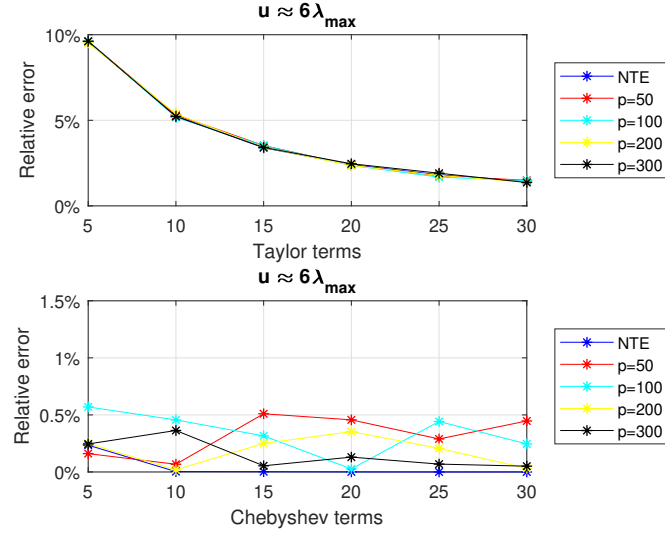 u ≈ 6λmax
Relative error
10%
5%
0%
5 10 15 20 25 30
Taylor terms
NTE
p=50
p=100
p=200
p=300
u ≈ 6λmax
Relative error
1.5%
1%
0.5%
0%
5 10 15 20 25 30
Chebyshev terms
NTE
p=50
p=100
p=200
p=300